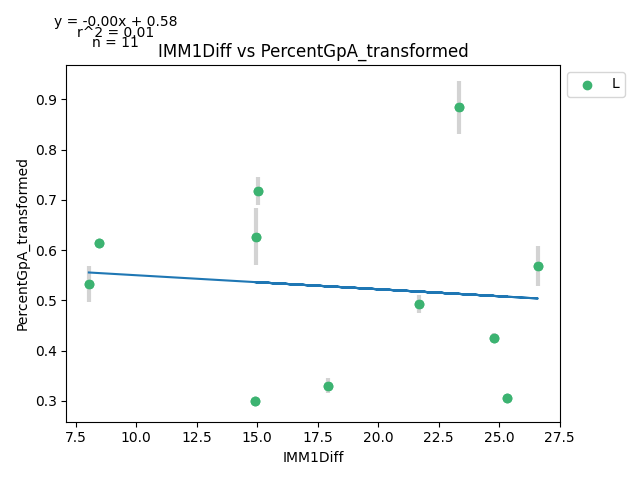 y = -0.00x + 0.58
r^2 = 0.01
n = 11
IMM1Diff vs PercentGpA_transformed
L
PercentGpA_transformed
0.9
0.8
0.7
0.6
0.5
0.4
0.3
7.5 10.0 12.5 15.0 17.5 20.0 22.5 25.0 27.5
IMM1Diff